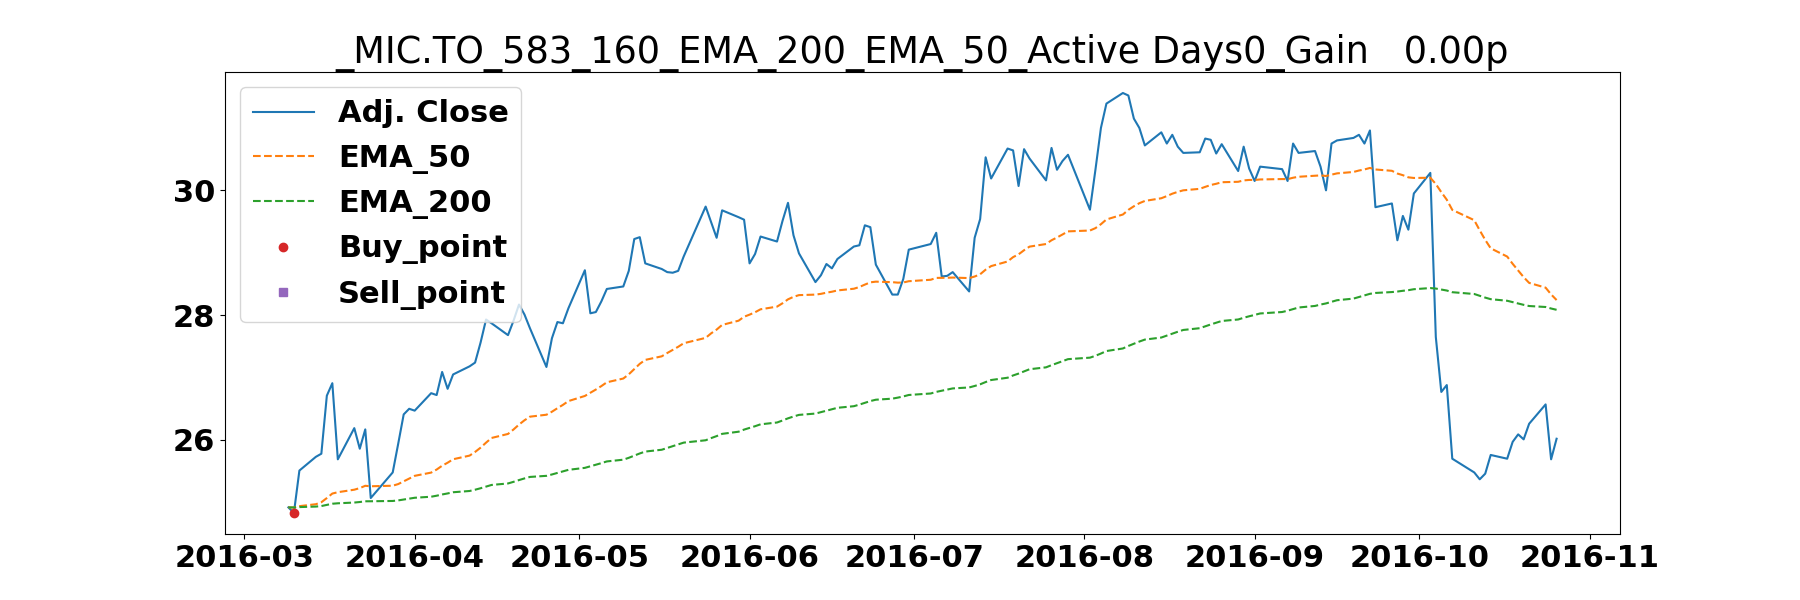 _MIC.TO_583_160_EMA_200_EMA_50_Active Days0_Gain   0.00p
Adj. Close
EMA_50
EMA_200
Buy_point
Sell_point
30
28
26
2016-03 2016-04 2016-05 2016-06 2016-07 2016-08 2016-09 2016-10 2016-11